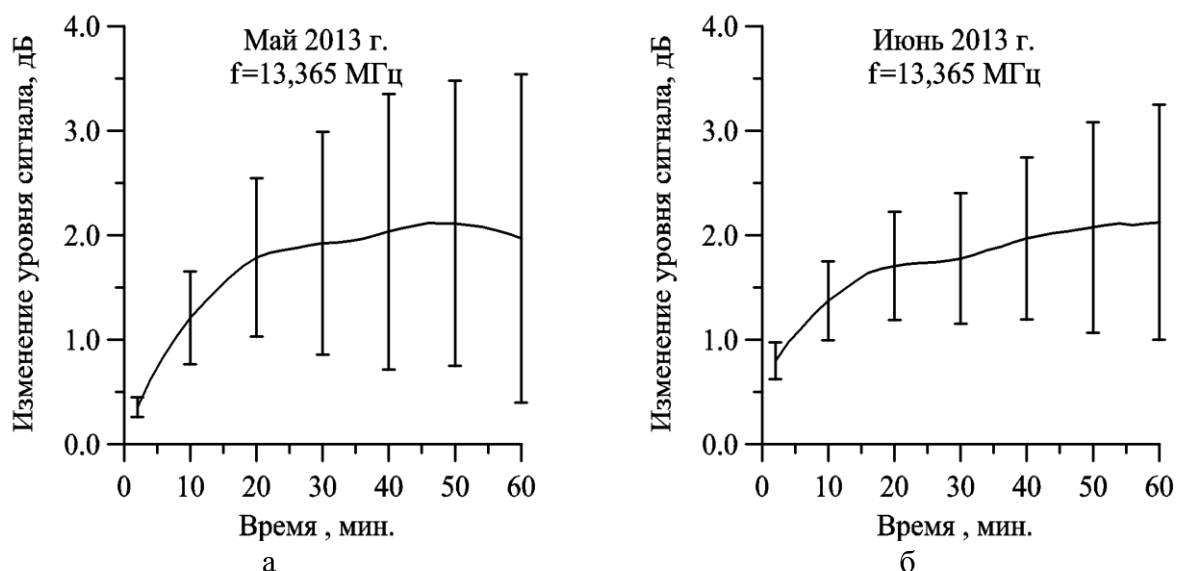 Май 2013 г.
f=13,365 МГц
Изменение уровня сигнала, дБ
4.0
3.0
2.0
1.0
0.0
0 10 20 30 40 50 60
Время , мин.
а
Июнь 2013 г.
f=13,365 МГц
Изменение уровня сигнала, дБ
4.0
3.0
2.0
1.0
0.0
0 10 20 30 40 50 60
Время , мин.
б